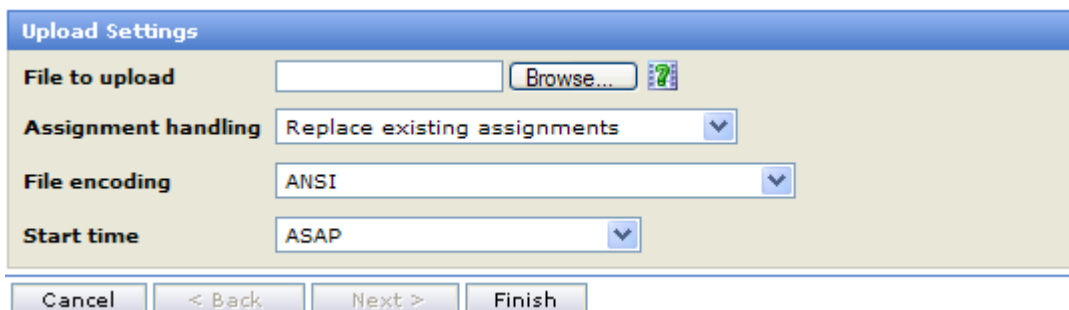 Upload Settings
File to upload Browse... ?
Assignment handling Replace existing assignments
File encoding ANSI
Start time ASAP
Cancel < Back Next > Finish